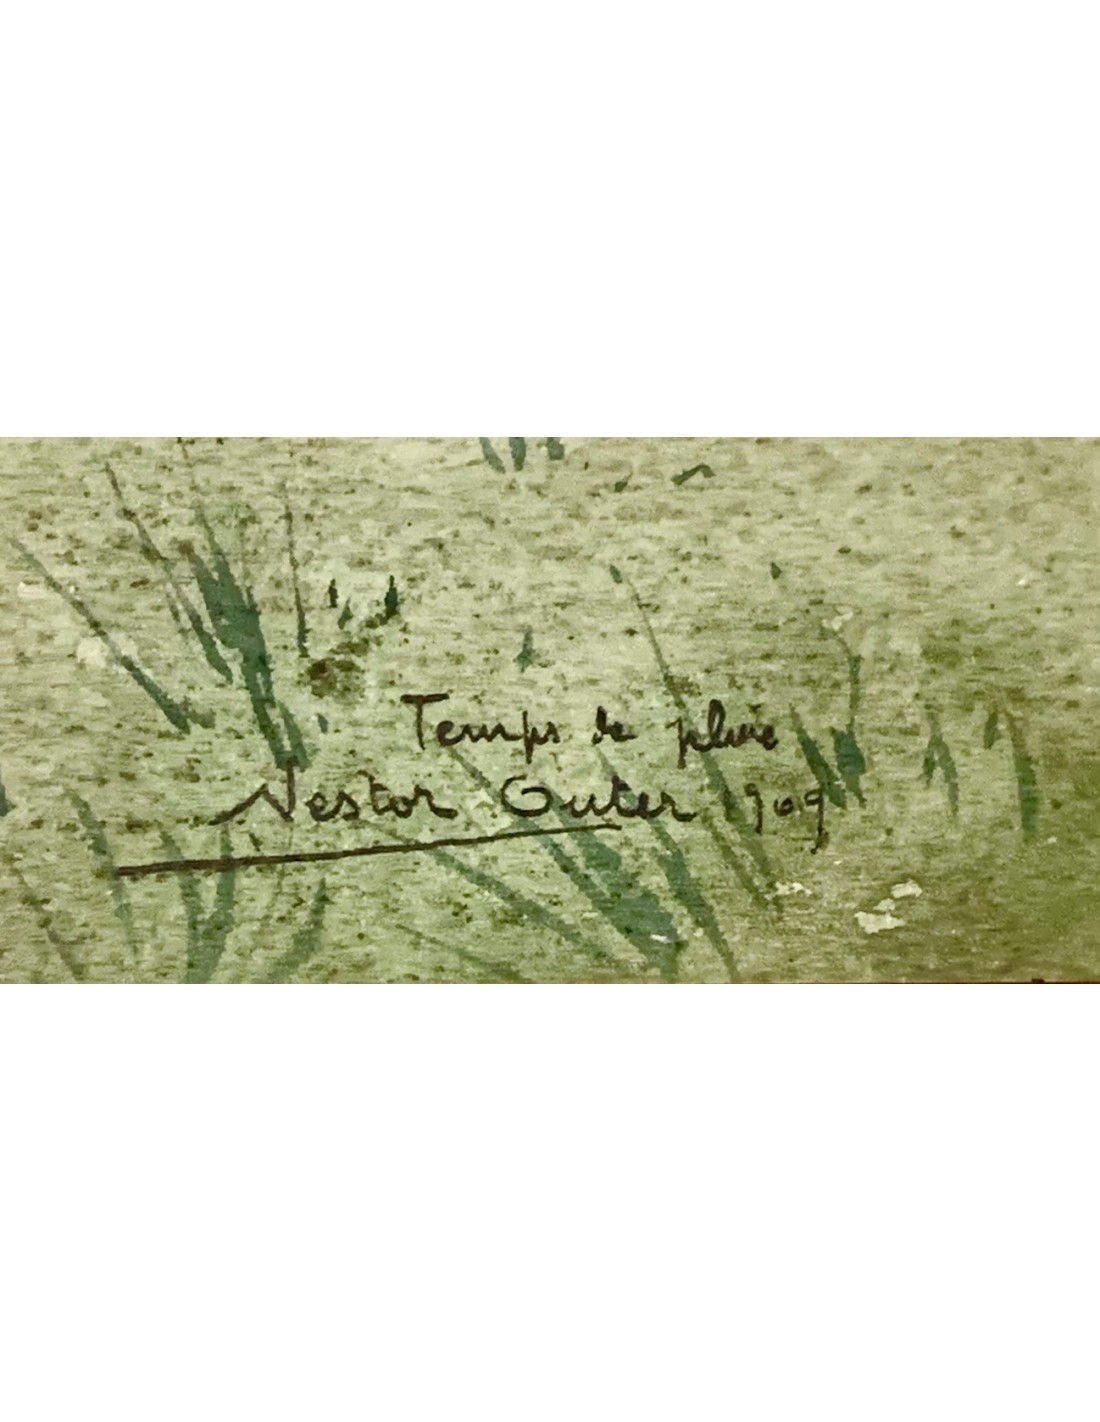 Temps de pluie
Nestor Outer 1909